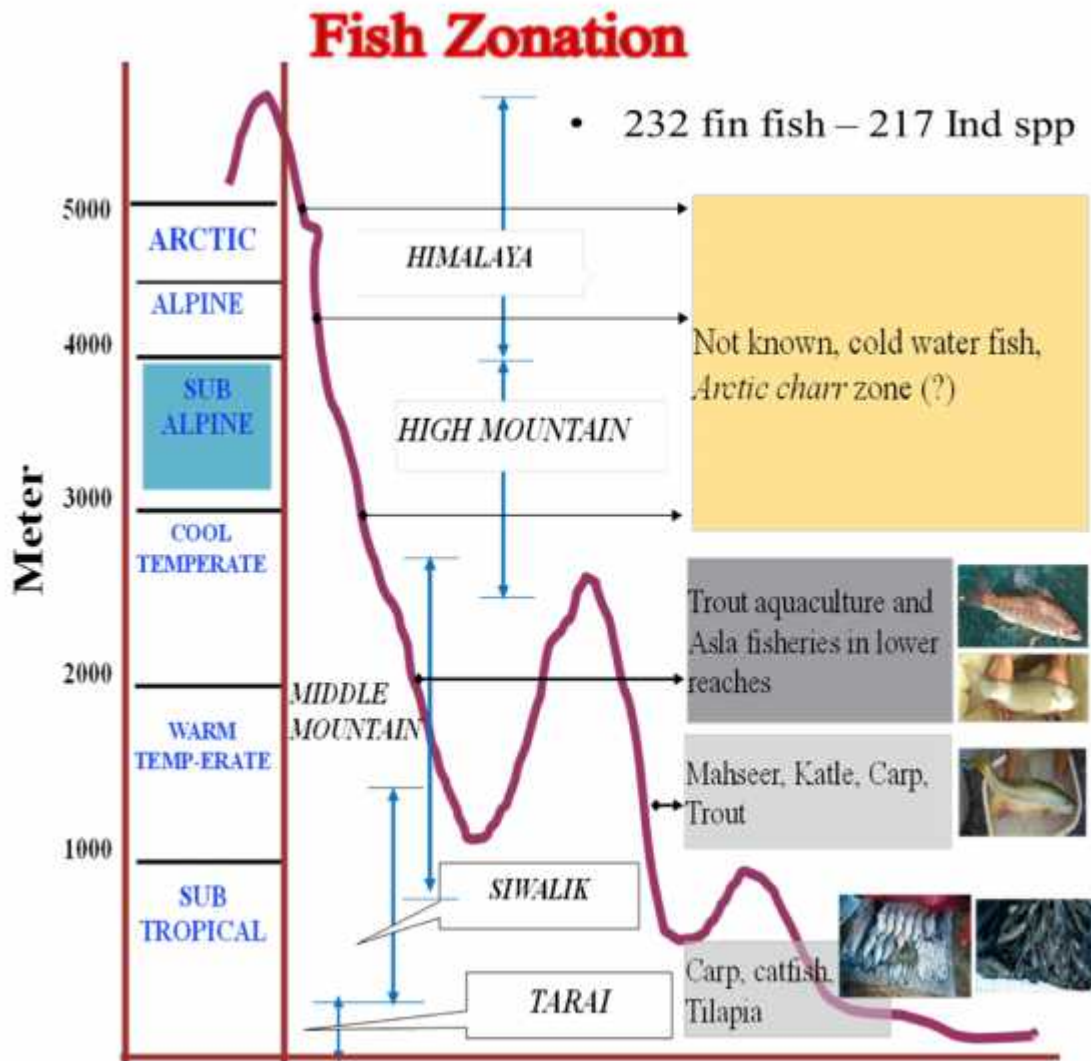 Fish Zonation
• 232 fin fish – 217 Ind spp
Meter
5000
4000
3000
2000
1000
ARCTIC
ALPINE
SUB
ALPINE
COOL
TEMPERATE
WARM
TEMP-ERATE
SUB
TROPICAL
HIMALAYA
HIGH MOUNTAIN
MIDDLE
MOUNTAIN
SIWALIK
TARAI
Not known, cold water fish,
Arctic charr zone (?)
Trout aquaculture and
Asla fisheries in lower
reaches
Mahseer, Katle, Carp,
Trout
Carp, catfish.
Tilapia